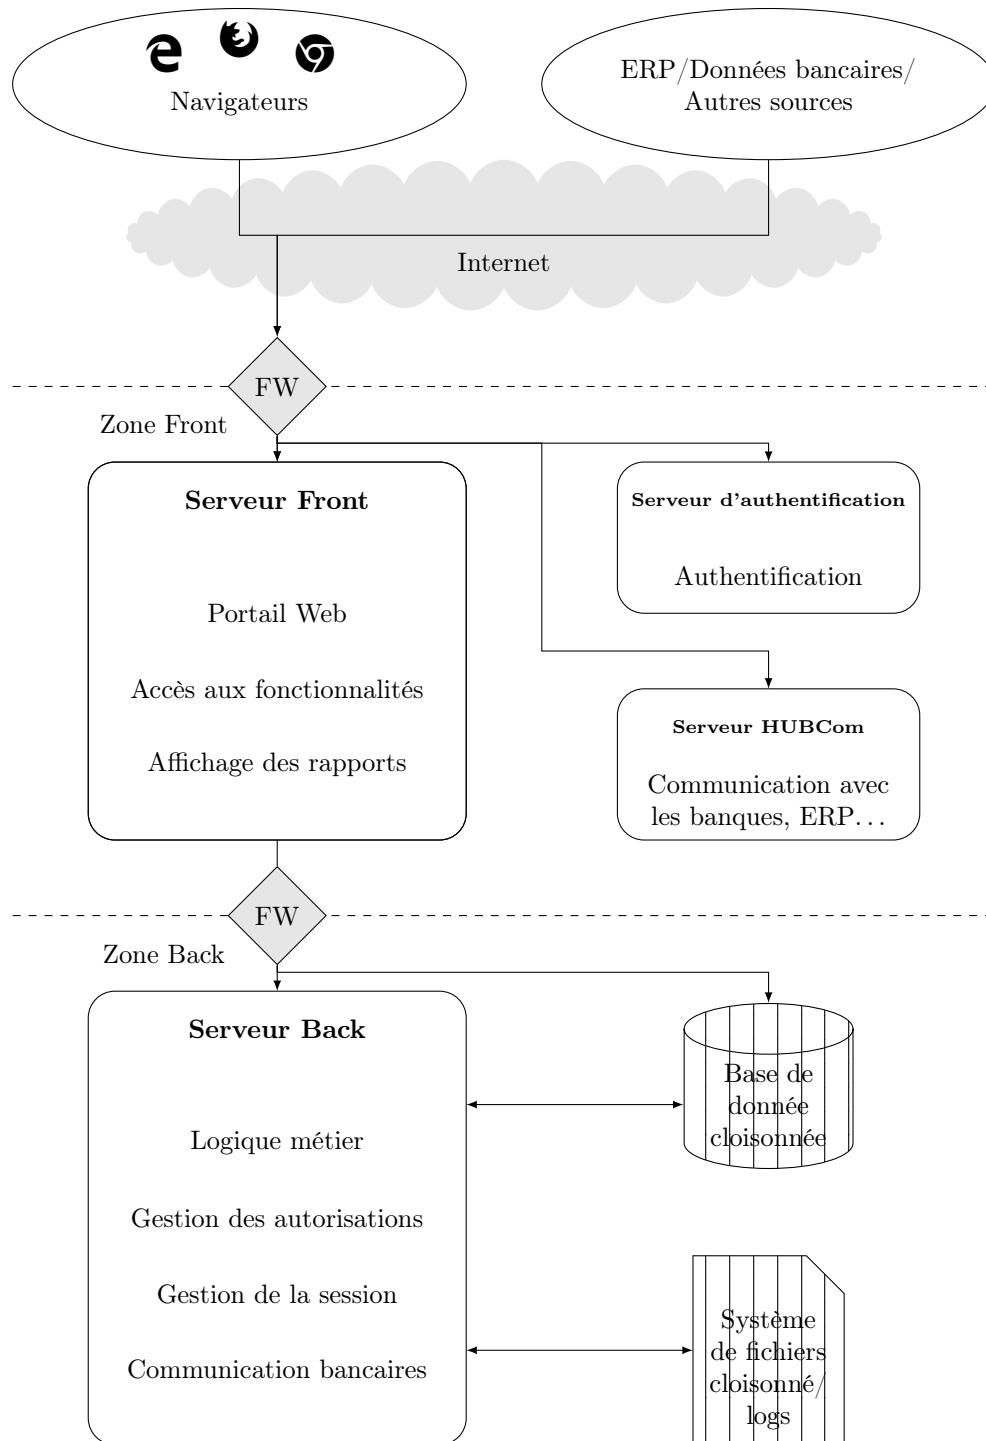 Navigateurs
ERP/Données bancaires/
Autres sources
Internet
FW
Zone Front
Serveur Front
Portail Web
Accès aux fonctionnalités
Affichage des rapports
Serveur d'authentification
Authentification
Serveur HUBCom
Communication avec
les banques, ERP...
FW
Zone Back
Serveur Back
Logique métier
Gestion des autorisations
Gestion de la session
Communication bancaires
Base de
donnée
cloisonnée
Système
de fichiers
cloisonné/
logs